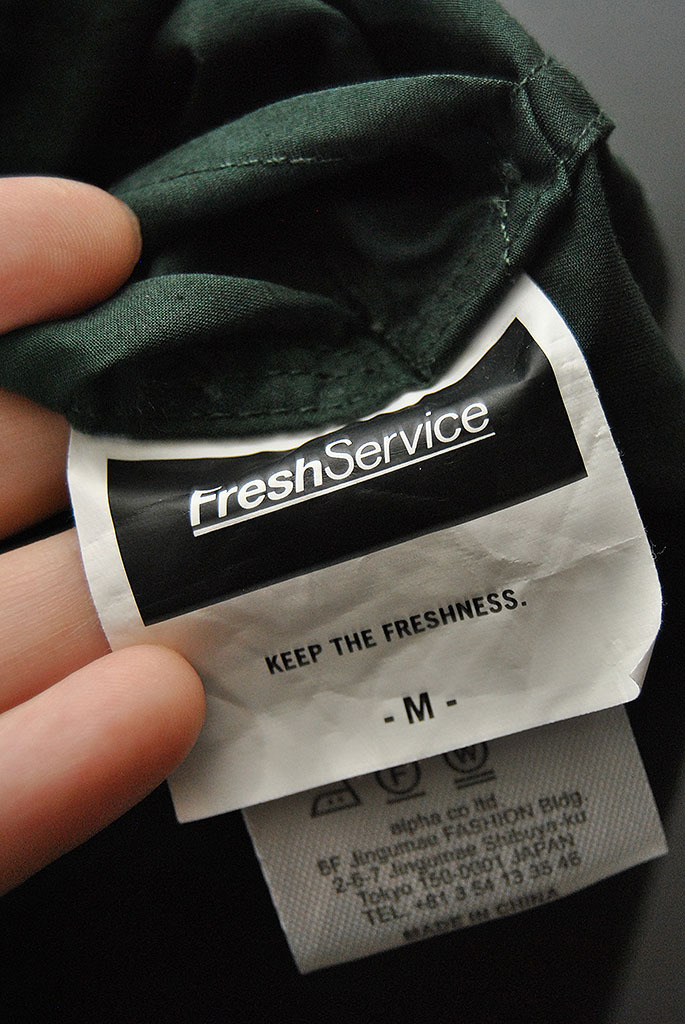 FreshService
KEEP THE FRESHNESS.
- M -
F W
alpha co ltd.
6F Jingumae FASHION Bldg.
2-6-7 Jingumae Shibuya-ku
Tokyo 150-0001 JAPAN
TEL. +81 3 54 13 35 46
MADE IN CHINA